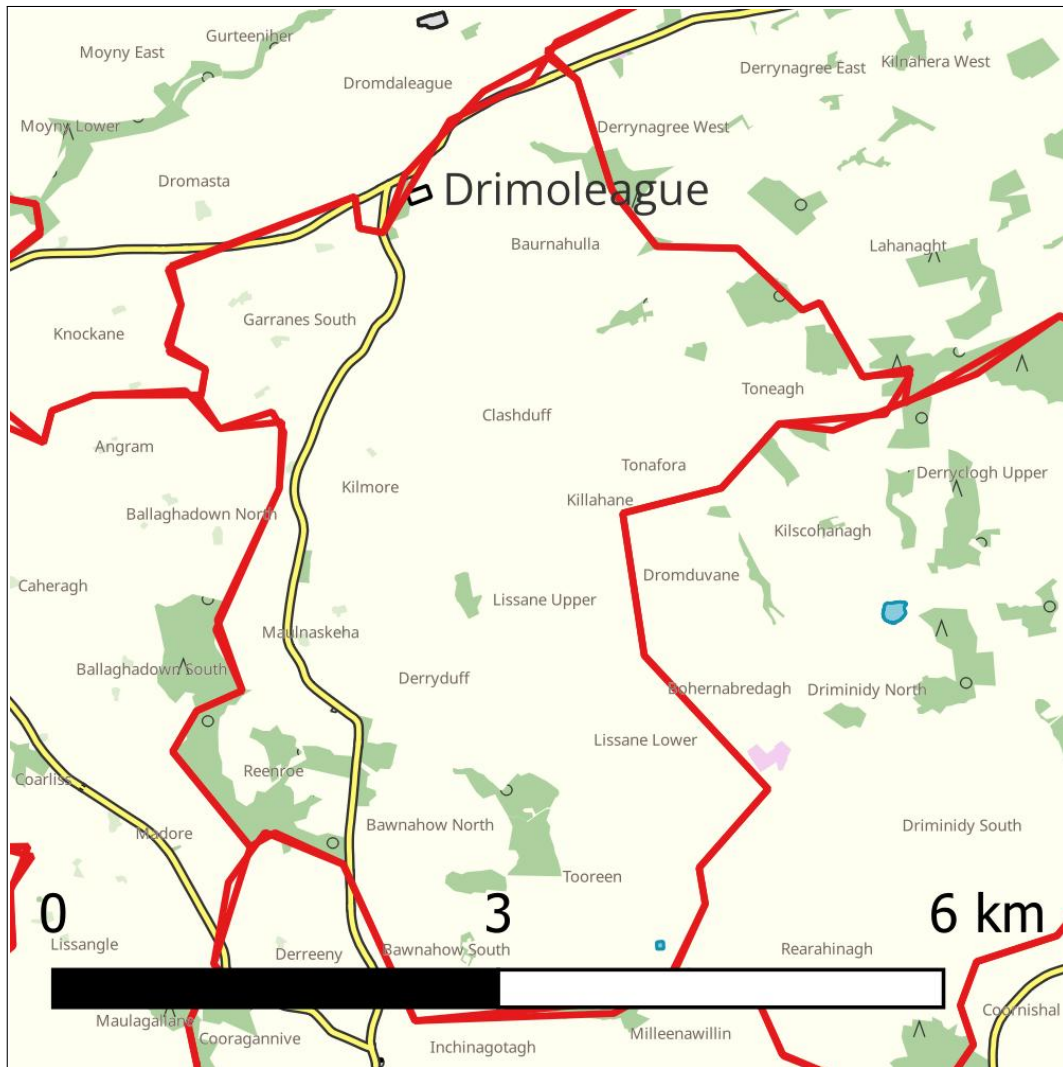 Gurteeniher
Moyny East
Derrynagree East
Kilnahera West
Dromdaleague
Moyny Lower
Derrynagree West
Dromasta
Drimoleague
Baurnahulla
Lahanaght
Knockane
Garranes South
Toneagh
Clashduff
Angram
Tonafora
Derryclogh Upper
Kilmore
Killahane
Ballaghadown North
Kilscohanagh
Caheragh
Dromduvane
Lissane Upper
Maulnaskeha
Ballaghadown South
Derryduff
Bohernabredagh
Driminidy North
Lissane Lower
Coarliss
Reenroe
Madore
Bawnahow North
Driminidy South
Tooreen
0 3 6 km
Lissangle
Derreeny
Bawnahow South
Rearahinagh
Coornishal
Maulagallane
Cooragannive
Milleenawillin
Inchinagotagh